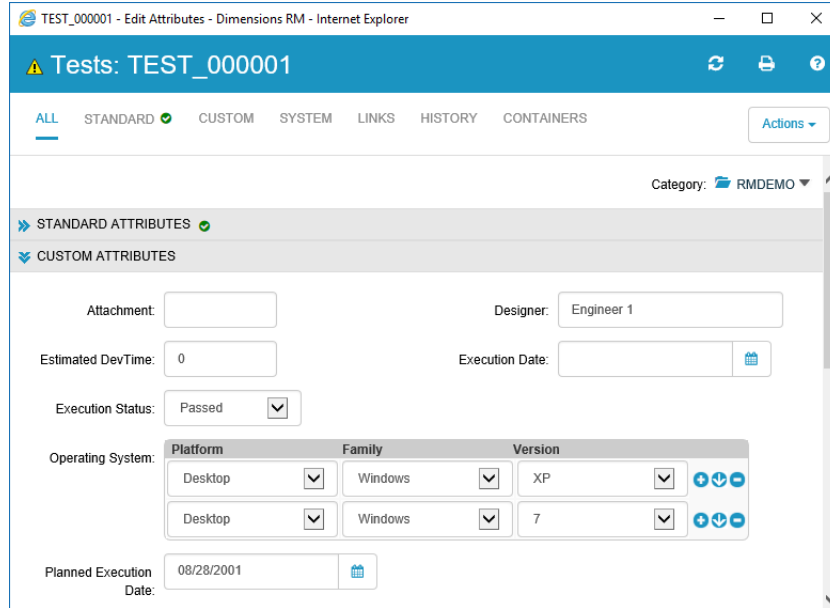 TEST_000001 - Edit Attributes - Dimensions RM - Internet Explorer
Tests: TEST_000001
ALL STANDARD CUSTOM SYSTEM LINKS HISTORY CONTAINERS Actions
Category: RMDEMO
STANDARD ATTRIBUTES
CUSTOM ATTRIBUTES
Attachment: Designer: Engineer 1
Estimated DevTime: 0 Execution Date:
Execution Status: Passed
Operating System: Platform Family Version
Desktop Windows XP
Desktop Windows 7
Planned Execution Date: 08/28/2001